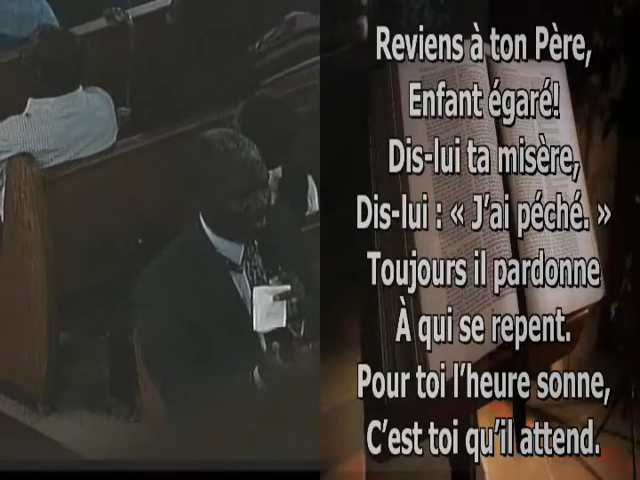 Reviens à ton Père,
Enfant égaré!
Dis-lui ta misère,
Dis-lui : « J’ai péché. »
Toujours il pardonne
À qui se repent.
Pour toi l’heure sonne,
C’est toi qu’il attend.